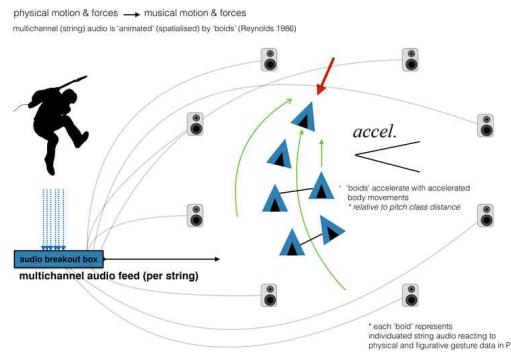 physical motion & forces musical motion & forces
multichannel (string) audio is 'animated' (spatialised) by 'boids' (Reynolds 1986)
accel.
* 'boids' accelerate with accelerated
body movements
* relative to pitch class distance
audio breakout box
multichannel audio feed (per string)
* each 'boid' represents
individuated string audio reacting to
physical and figurative gesture data in P